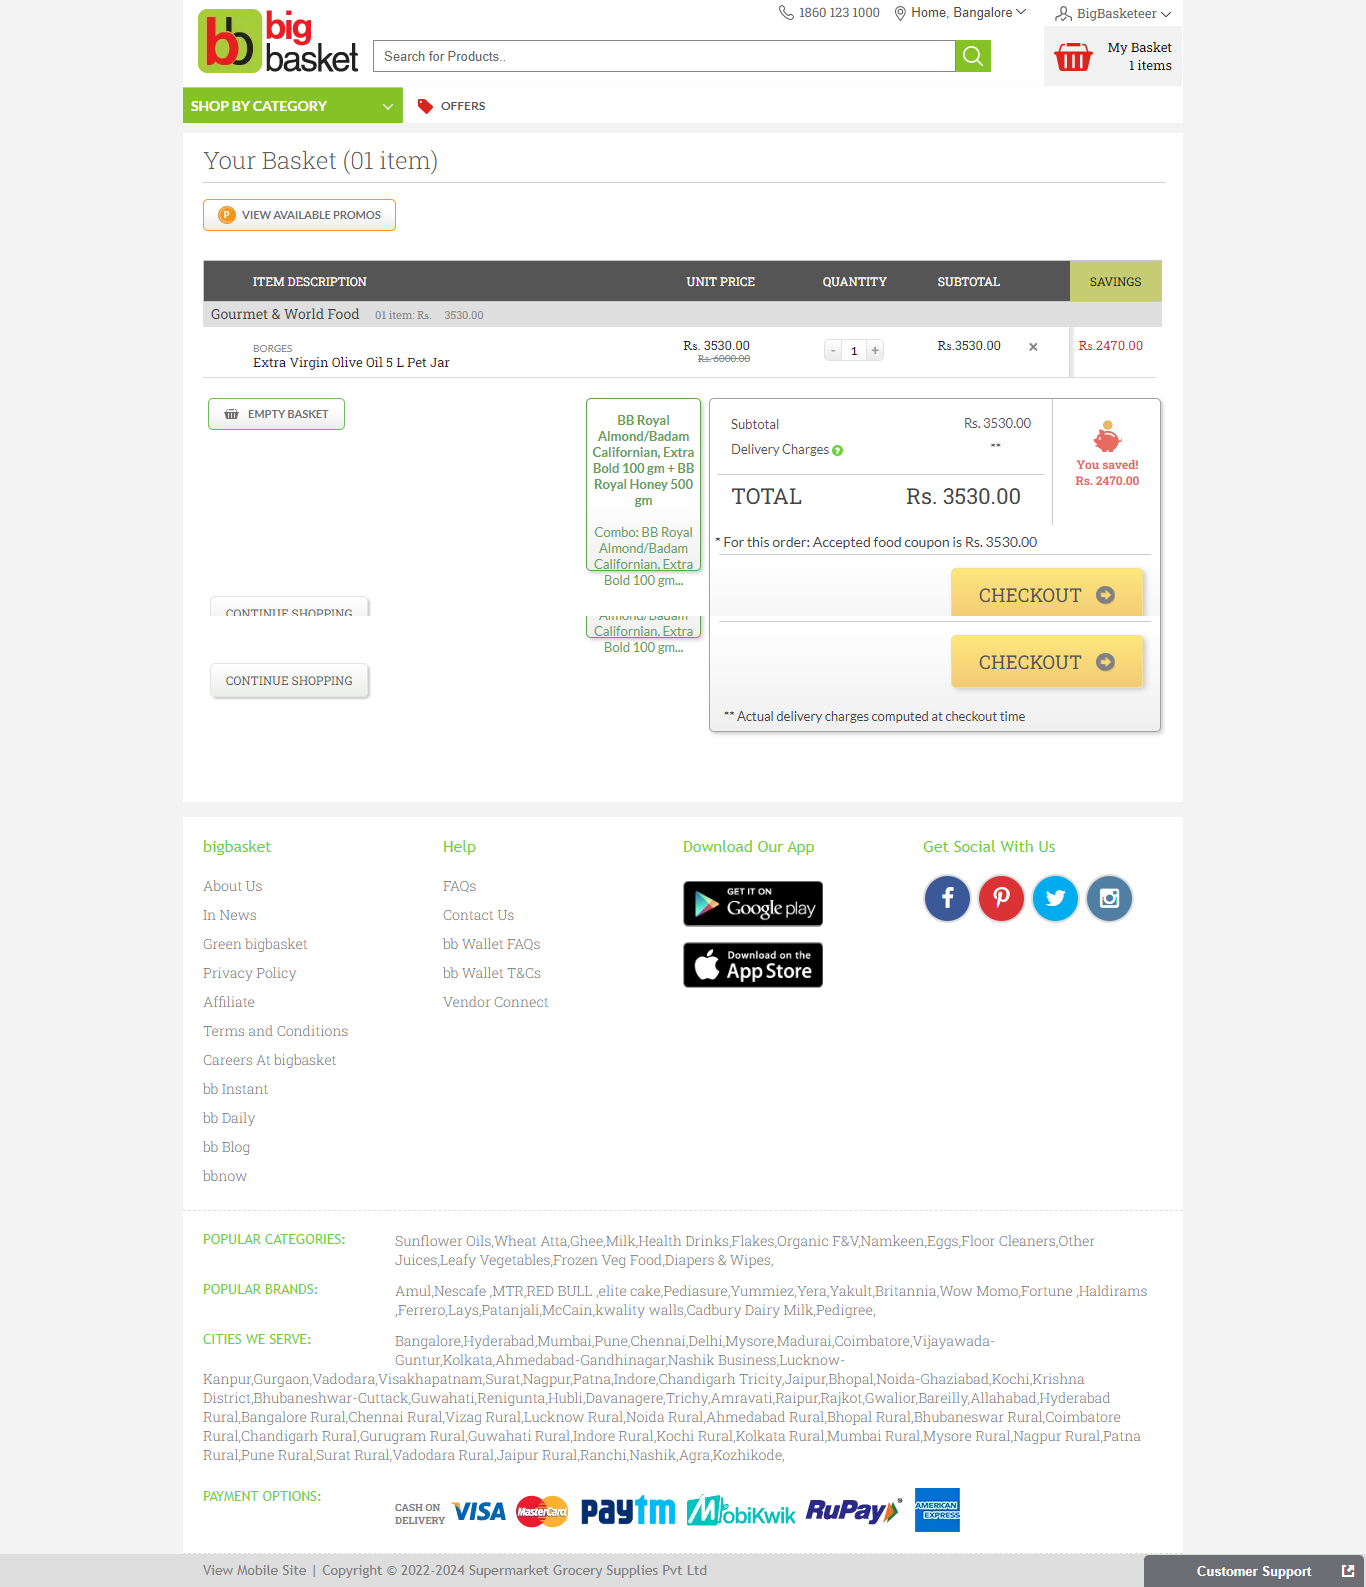 big
basket
1860 123 1000
Home, Bangalore
BigBasketeer
Search for Products..
My Basket
1 items
SHOP BY CATEGORY
OFFERS
Your Basket (01 item)
P VIEW AVAILABLE PROMOS
ITEM DESCRIPTION UNIT PRICE QUANTITY SUBTOTAL SAVINGS
Gourmet & World Food 01 item: Rs. 3530.00
BORGES
Extra Virgin Olive Oil 5 L Pet Jar
Rs. 3530.00
Rs. 6000.00
- 1 +
Rs.3530.00
Rs.2470.00
EMPTY BASKET
BB Royal
Almond/Badam
Californian, Extra
Bold 100 gm + BB
Royal Honey 500
gm
Combo: BB Royal
Almond/Badam
Californian, Extra
Bold 100 gm...
Subtotal Rs. 3530.00
Delivery Charges ? **
TOTAL Rs. 3530.00
You saved!
Rs. 2470.00
* For this order: Accepted food coupon is Rs. 3530.00
CHECKOUT
CONTINUE SHOPPING
Almond/Badam
Californian, Extra
Bold 100 gm...
CHECKOUT
CONTINUE SHOPPING
** Actual delivery charges computed at checkout time
bigbasket
About Us
In News
Green bigbasket
Privacy Policy
Affiliate
Terms and Conditions
Careers At bigbasket
bb Instant
bb Daily
bb Blog
bbnow
Help
FAQs
Contact Us
bb Wallet FAQs
bb Wallet T&Cs
Vendor Connect
Download Our App
GET IT ON
Google play
Download on the
App Store
Get Social With Us
POPULAR CATEGORIES:
Sunflower Oils,Wheat Atta,Ghee,Milk,Health Drinks,Flakes,Organic F&V,Namkeen,Eggs,Floor Cleaners,Other
Juices,Leafy Vegetables,Frozen Veg Food,Diapers & Wipes,
POPULAR BRANDS:
Amul,Nescafe ,MTR,RED BULL ,elite cake,Pediasure,Yummiez,Yera,Yakult,Britannia,Wow Momo,Fortune ,Haldirams
,Ferrero,Lays,Patanjali,McCain,kwality walls,Cadbury Dairy Milk,Pedigree,
CITIES WE SERVE:
Bangalore,Hyderabad,Mumbai,Pune,Chennai,Delhi,Mysore,Madurai,Coimbatore,Vijayawada-
Guntur,Kolkata,Ahmedabad-Gandhinagar,Nashik Business,Lucknow-
Kanpur,Gurgaon,Vadodara,Visakhapatnam,Surat,Nagpur,Patna,Indore,Chandigarh Tricity,Jaipur,Bhopal,Noida-Ghaziabad,Kochi,Krishna
District,Bhubaneshwar-Cuttack,Guwahati,Renigunta,Hubli,Davanagere,Trichy,Amravati,Raipur,Rajkot,Gwalior,Bareilly,Allahabad,Hyderabad
Rural,Bangalore Rural,Chennai Rural,Vizag Rural,Lucknow Rural,Noida Rural,Ahmedabad Rural,Bhopal Rural,Bhubaneswar Rural,Coimbatore
Rural,Chandigarh Rural,Gurugram Rural,Guwahati Rural,Indore Rural,Kochi Rural,Kolkata Rural,Mumbai Rural,Mysore Rural,Nagpur Rural,Patna
Rural,Pune Rural,Surat Rural,Vadodara Rural,Jaipur Rural,Ranchi,Nashik,Agra,Kozhikode,
PAYMENT OPTIONS:
CASH ON
DELIVERY
VISA
MasterCard
paytm
MobiKwik
RuPay
AMERICAN
EXPRESS
View Mobile Site | Copyright © 2022-2024 Supermarket Grocery Supplies Pvt Ltd
Customer Support